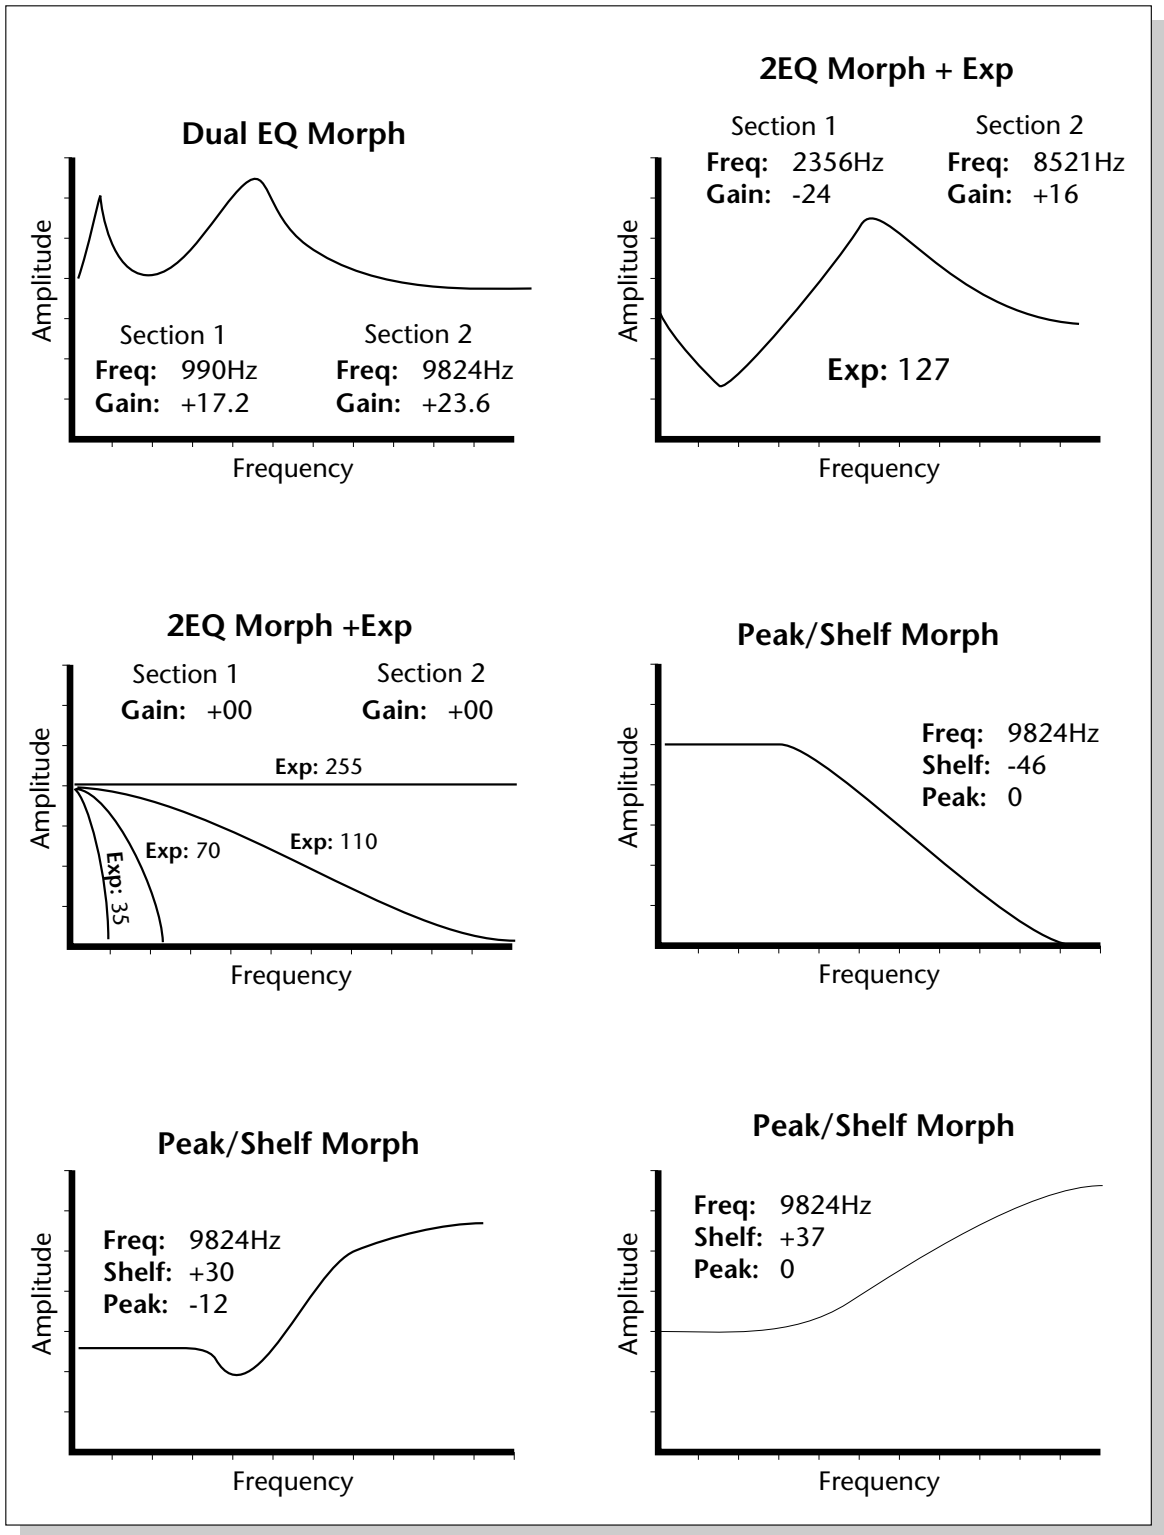 Dual EQ Morph
Amplitude
Section 1
Freq: 990Hz
Gain: +17.2
Section 2
Freq: 9824Hz
Gain: +23.6
Frequency
2EQ Morph + Exp
Section 1
Freq: 2356Hz
Gain: -24
Section 2
Freq: 8521Hz
Gain: +16
Amplitude
Exp: 127
Frequency
2EQ Morph +Exp
Section 1
Gain: +00
Section 2
Gain: +00
Amplitude
Exp: 255
Exp: 110
Exp: 70
Exp: 35
Frequency
Peak/Shelf Morph
Amplitude
Freq: 9824Hz
Shelf: -46
Peak: 0
Frequency
Peak/Shelf Morph
Amplitude
Freq: 9824Hz
Shelf: +30
Peak: -12
Frequency
Peak/Shelf Morph
Amplitude
Freq: 9824Hz
Shelf: +37
Peak: 0
Frequency